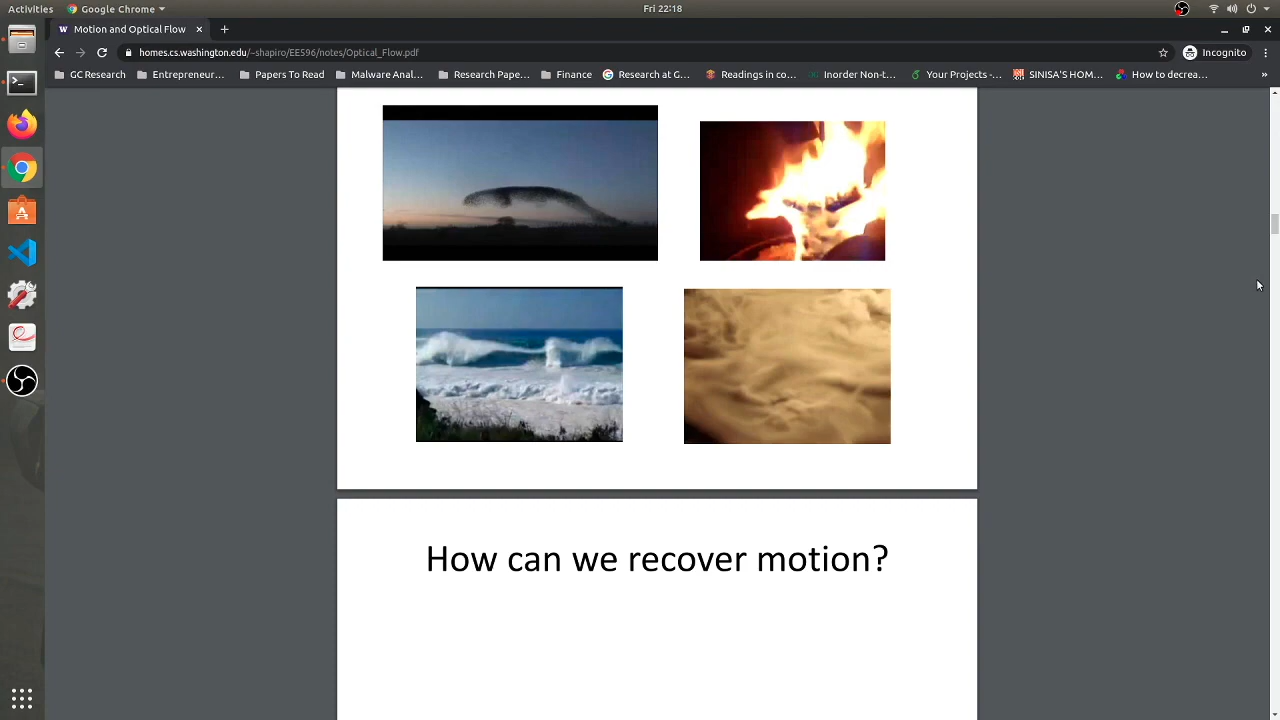 Activities
Google Chrome
Fri 22:18
Motion and Optical Flow
homes.cs.washington.edu/~shapiro/EE596/notes/Optical_Flow.pdf
Incognito
GC Research
Entrepreneur...
Papers To Read
Malware Anal...
Research Pape...
Finance
Research at G...
Readings in co...
Inorder Non-t...
Your Projects -...
SINISA'S HOM...
How to decrea...
»
How can we recover motion?